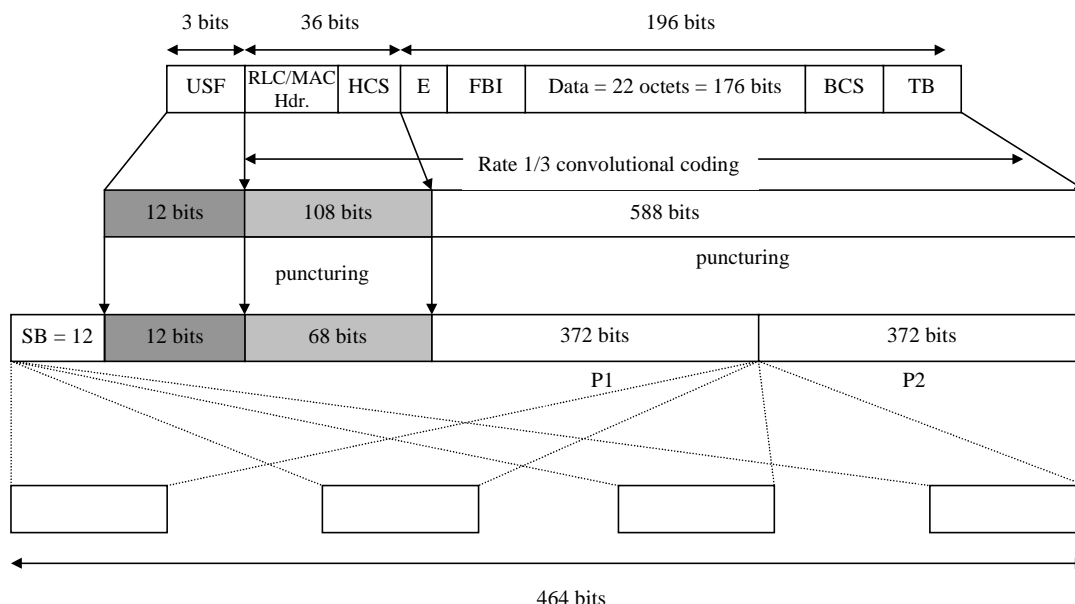 3 bits 36 bits 196 bits
USF RLC/MAC Hdr. HCS E FBI Data = 22 octets = 176 bits BCS TB
Rate 1/3 convolutional coding
12 bits 108 bits 588 bits
puncturing puncturing
SB = 12 12 bits 68 bits 372 bits 372 bits
P1 P2
464 bits